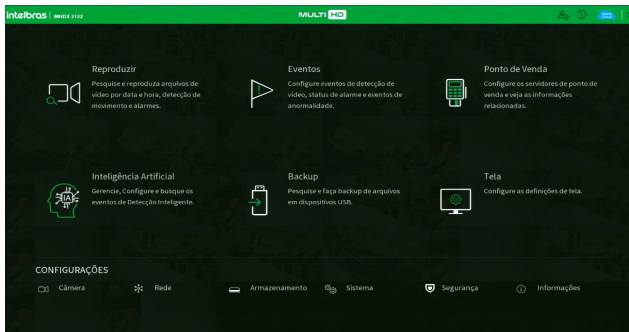 intelbras | iMHDX 3132
MULTI HD
Reproduzir
Pesquise e reproduza arquivos de
vídeo por data e hora, detecção de
movimento e alarmes.
Eventos
Configure eventos de detecção de
vídeo, status de alarme e eventos de
anormalidade.
Ponto de Venda
Configure os servidores de ponto de
venda e veja as informações
relacionadas.
IA
Inteligência Artificial
Gerencie, Configure e busque os
eventos de Detecção Inteligente.
Backup
Pesquise e faça backup de arquivos
em dispositivos USB.
Tela
Configure as definições de tela.
CONFIGURAÇÕES
Câmera Rede Armazenamento Sistema Segurança Informações